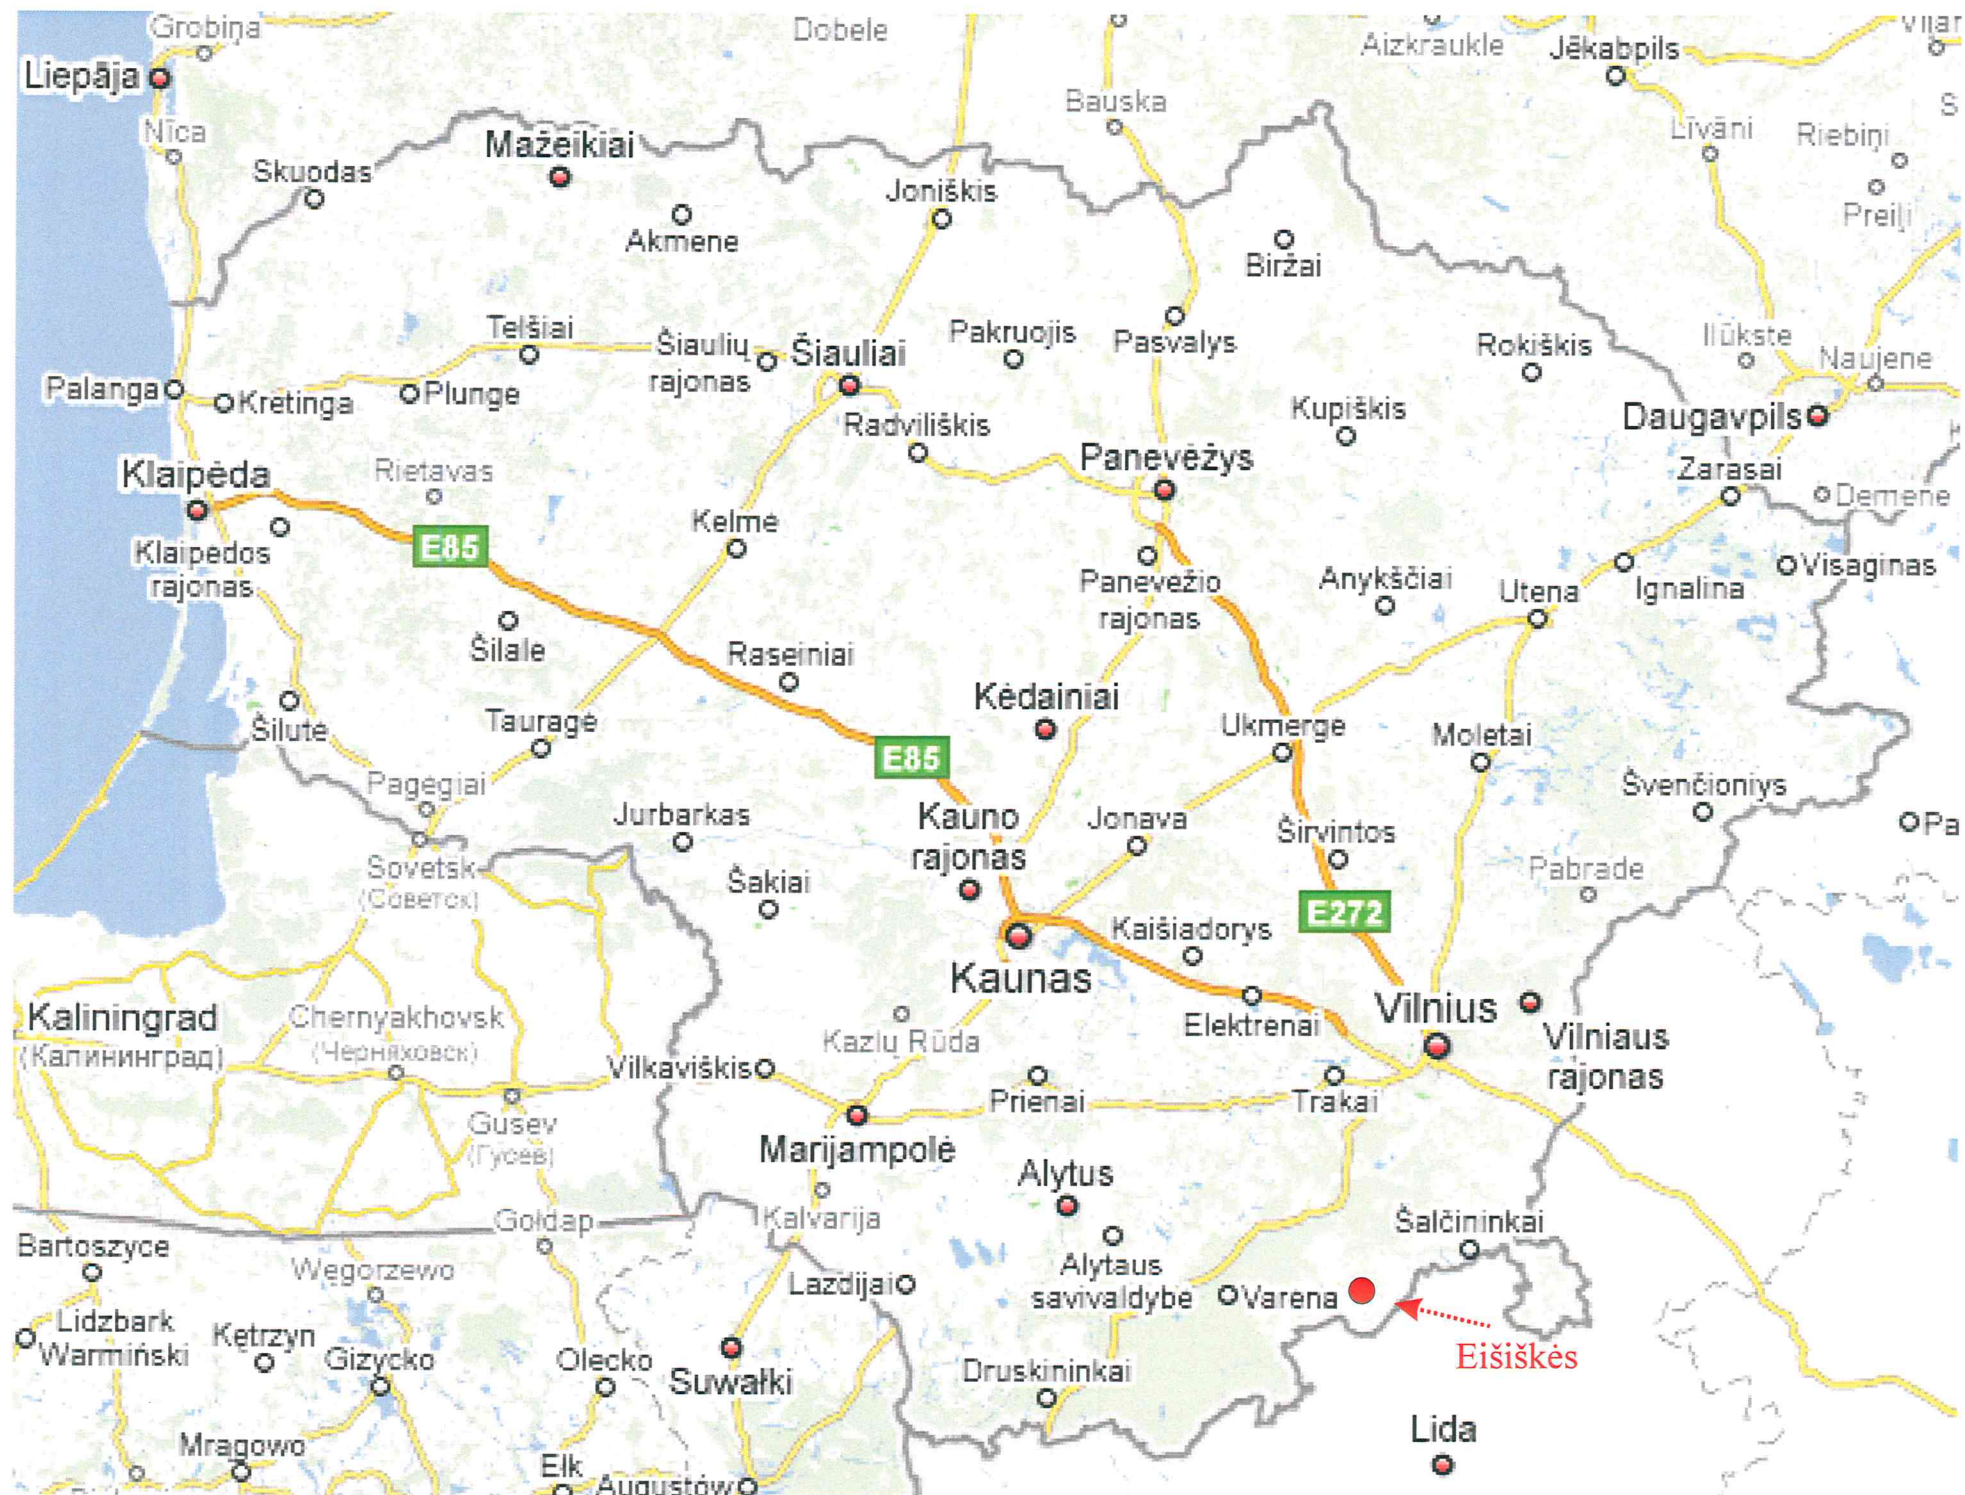 Grobiņa
Dobele
Aizkraukle
Jēkabpils
Liepāja
Bauska
Nīca
Līvāni
Riebiņi
Mažeikiai
Skuodas
Joniškis
Preiļi
Akmenė
Biržai
Telšiai
Šiaulių
rajonas
Šiauliai
Pakruojis
Pasvalys
Rokiškis
Ilūkste
Naujene
Palanga
Kretinga
Plungė
Kupiškis
Daugavpils
Radviliškis
Klaipėda
Rietavas
Panevėžys
Zarasai
Demene
Kelmė
E85
Klaipėdos
rajonas
Panevėžio
rajonas
Anykščiai
Utena
Ignalina
Visaginas
Šilalė
Raseiniai
Kėdainiai
Šilutė
Tauragė
Ukmergė
Molėtai
E85
Pagėgiai
Švenčioniys
Jurbarkas
Kauno
rajonas
Jonava
Širvintos
Pa
Sovetsk
(Советск)
Šakiai
Pabradė
E272
Kaišiadorys
Kaunas
Vilnius
Kaliningrad
(Калининград)
Chernyakhovsk
(Черняховск)
Elektrėnai
Vilniaus
rajonas
Kazlų Rūda
Vilkaviškis
Prienai
Trakai
Gusev
(Гусев)
Marijampolė
Alytus
Gołdap
Kalvarija
Šalčininkai
Bartoszyce
Węgorzewo
Alytaus
savivaldybė
Lazdijai
Varėna
Lidzbark
Warmiński
Kętrzyn
Giżycko
Olecko
Suwałki
Eišiškės
Druskininkai
Lida
Mrągowo
Ełk
Augustów